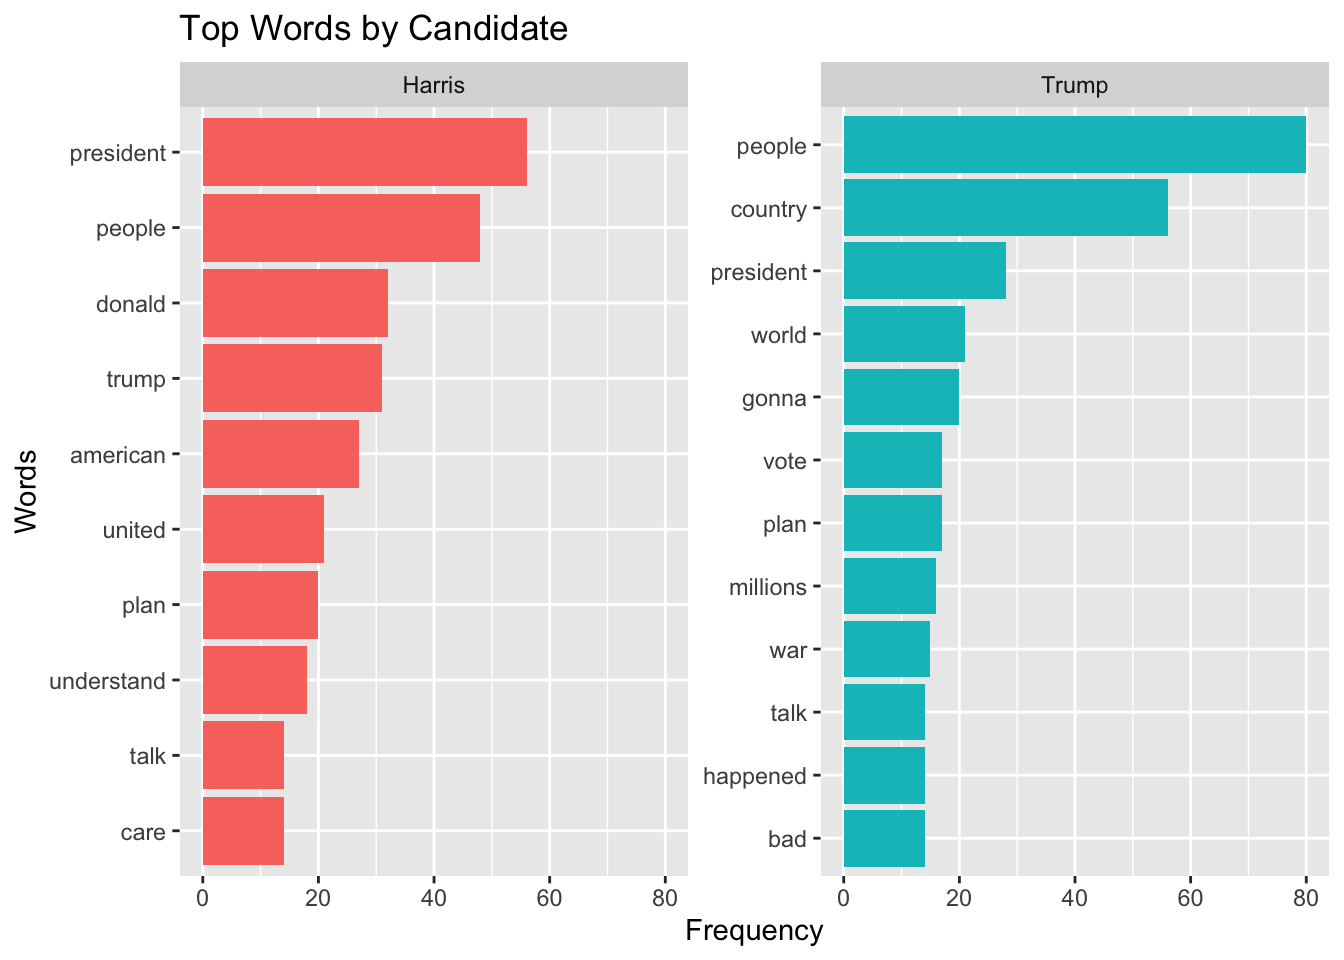 Top Words by Candidate
Harris
Trump
Words
president
people
donald
trump
american
united
plan
understand
talk
care
0 20 40 60 80
people
country
president
world
gonna
vote
plan
millions
war
talk
happened
bad
0 20 40 60 80
Frequency